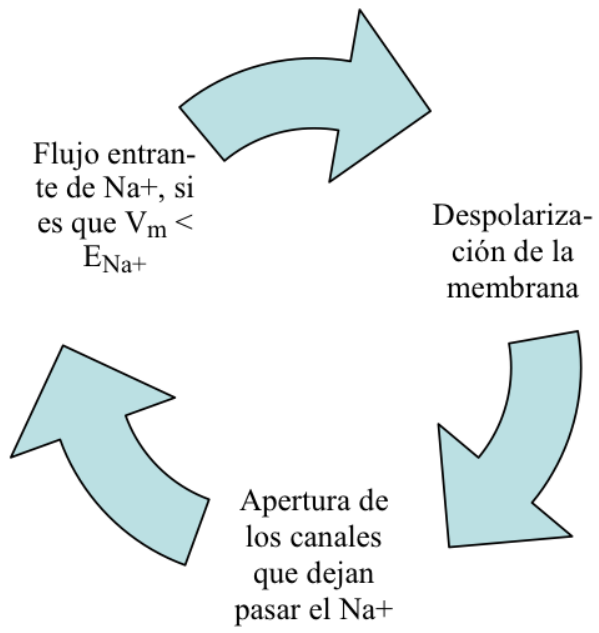 Flujo entran-
te de Na+, si
es que Vm <
ENa+
Despolariza-
ción de la
membrana
Apertura de
los canales
que dejan
pasar el Na+